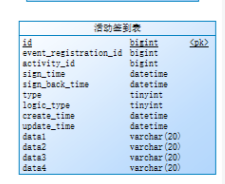 活动签到表
id bigint <pk>
event_registration_id bigint
activity_id bigint
sign_time datetime
sign_back_time datetime
type tinyint
logic_type tinyint
create_time datetime
update_time datetime
data1 varchar(20)
data2 varchar(20)
data3 varchar(20)
data4 varchar(20)